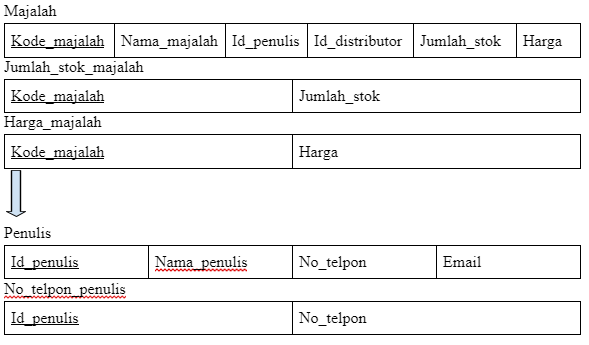 Majalah
Kode_majalah Nama_majalah Id_penulis Id_distributor Jumlah_stok Harga
Jumlah_stok_majalah
Kode_majalah Jumlah_stok
Harga_majalah
Kode_majalah Harga
Penulis
Id_penulis Nama_penulis No_telpon Email
No_telpon_penulis
Id_penulis No_telpon